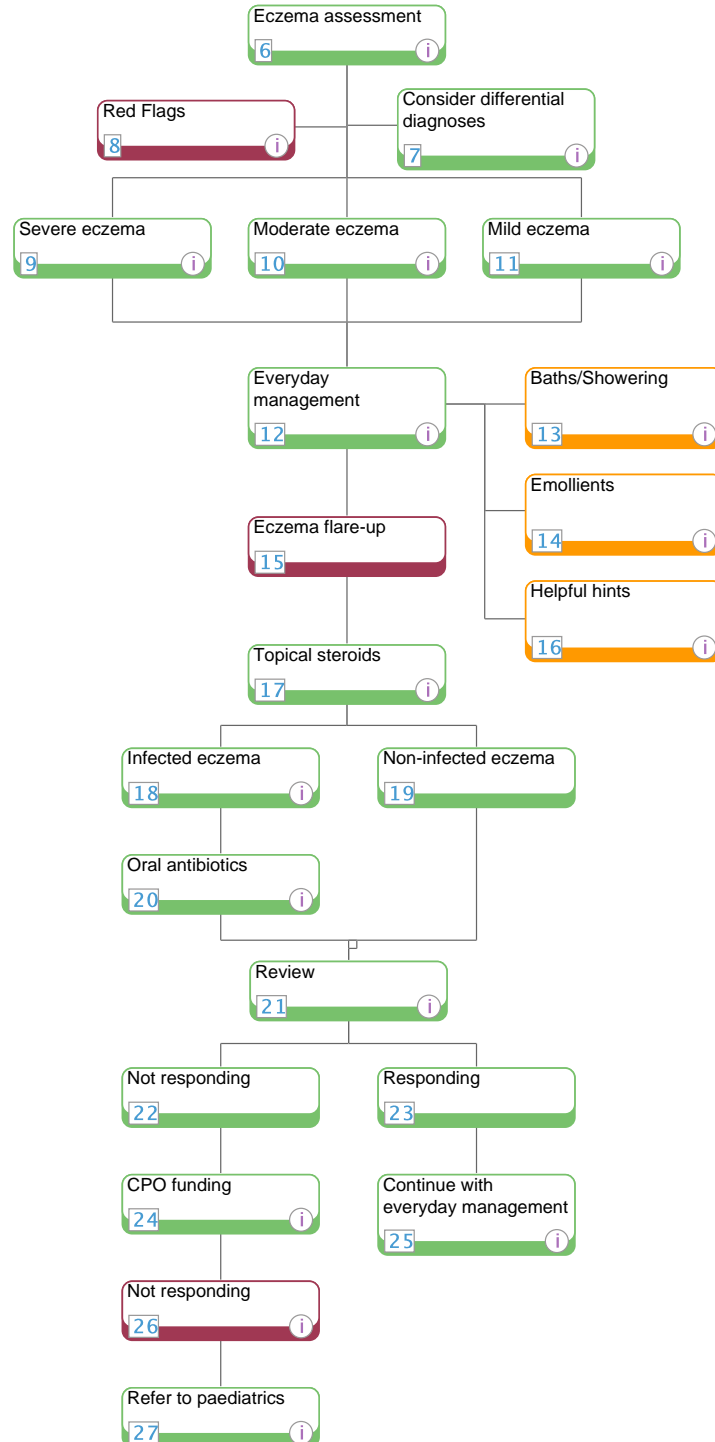 Eczema assessment
6 i
Red Flags
8 i
Consider differential
diagnoses
7 i
Severe eczema
9 i
Moderate eczema
10 i
Mild eczema
11 i
Everyday
management
12 i
Baths/Showering
13 i
Emollients
14 i
Eczema flare-up
15
Helpful hints
16 i
Topical steroids
17 i
Infected eczema
18 i
Non-infected eczema
19
Oral antibiotics
20 i
Review
21 i
Not responding
22
Responding
23
CPO funding
24 i
Continue with
everyday management
25 i
Not responding
26 i
Refer to paediatrics
27 i